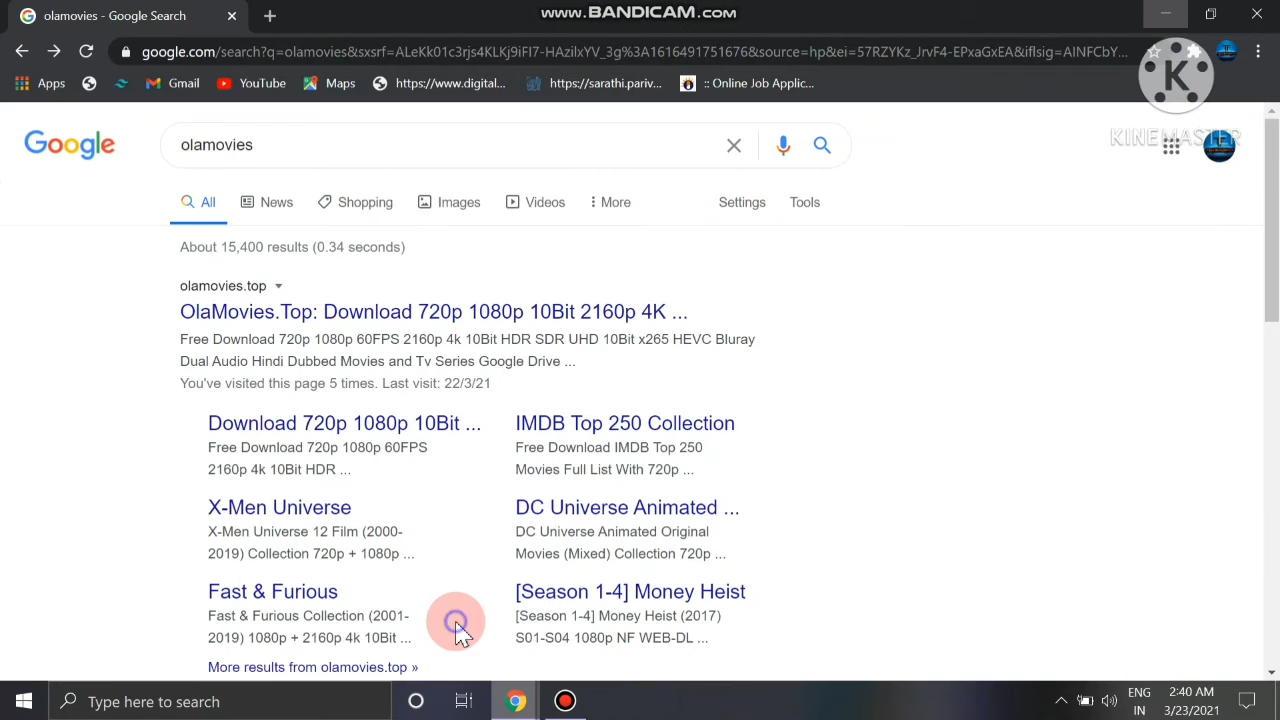 olamovies - Google Search
www.BANDICAM.com
google.com/search?q=olamovies&sxsrf=ALeKk01c3rjs4KLKj9lFl7-HAzilxYV_3g%3A1616491751676&source=hp&ei=57RZYKz_JrvF4-EPxaGxEA&iflsig=AINFCbY...
Apps
Gmail
YouTube
Maps
https://www.digital...
https://sarathi.pariv...
:: Online Job Applic...
K
KINEMASTER
Google
olamovies
All
News
Shopping
Images
Videos
More
Settings
Tools
About 15,400 results (0.34 seconds)
olamovies.top
OlaMovies.Top: Download 720p 1080p 10Bit 2160p 4K ...
Free Download 720p 1080p 60FPS 2160p 4k 10Bit HDR SDR UHD 10Bit x265 HEVC Bluray
Dual Audio Hindi Dubbed Movies and Tv Series Google Drive ...
You've visited this page 5 times. Last visit: 22/3/21
Download 720p 1080p 10Bit ...
Free Download 720p 1080p 60FPS
2160p 4k 10Bit HDR ...
IMDB Top 250 Collection
Free Download IMDB Top 250
Movies Full List With 720p ...
X-Men Universe
X-Men Universe 12 Film (2000-
2019) Collection 720p + 1080p ...
DC Universe Animated ...
DC Universe Animated Original
Movies (Mixed) Collection 720p ...
Fast & Furious
Fast & Furious Collection (2001-
2019) 1080p + 2160p 4k 10Bit ...
[Season 1-4] Money Heist
[Season 1-4] Money Heist (2017)
S01-S04 1080p NF WEB-DL ...
More results from olamovies.top »
Type here to search
ENG
IN
2:40 AM
3/23/2021